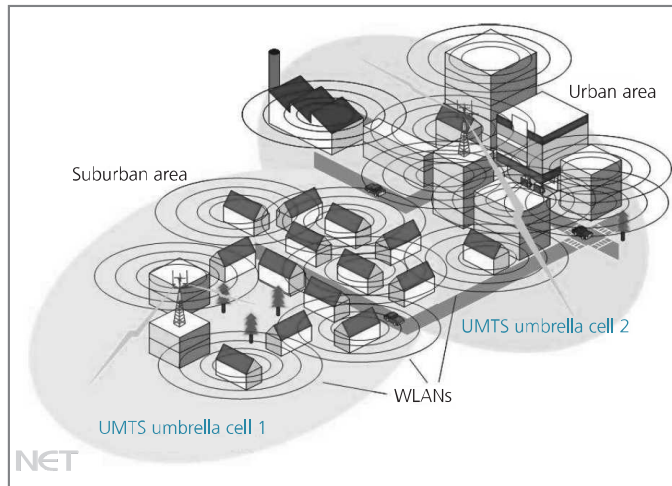 Urban area
Suburban area
UMTS umbrella cell 2
WLANs
UMTS umbrella cell 1
NET